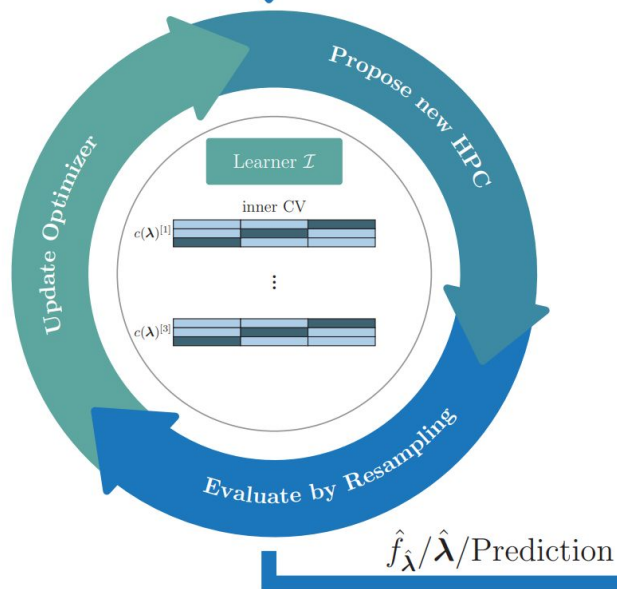 Propose new HPC
Update Optimizer
Learner ℐ
inner CV
c(𝛌)^[1]
⋮
c(𝛌)^[3]
Evaluate by Resampling
f̂_𝛌̂/𝛌̂/Prediction